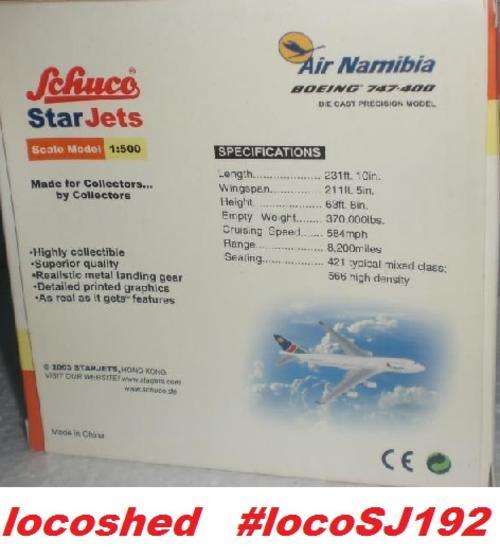 Schuco
StarJets
Scale Model 1:500
Made for Collectors...
by Collectors
•Highly collectible
•Superior quality
•Realistic metal landing gear
•Detailed printed graphics
•"As real as it gets" features
© 2003 STARJETS, HONG KONG
VISIT OUR WEBSITE! www.starjets.com
www.schuco.de
Made in China
Air Namibia
BOEING 747-400
DIE CAST PRECISION MODEL
SPECIFICATIONS
Length.................... 231ft. 10in.
Wingspan................ 211ft. 5in.
Height..................... 63ft. 8in.
Empty Weight......... 370,000lbs.
Cruising Speed....... 584mph
Range..................... 8,200miles
Seating................... 421 typical mixed class;
566 high density
CE
locoshed #locoSJ192